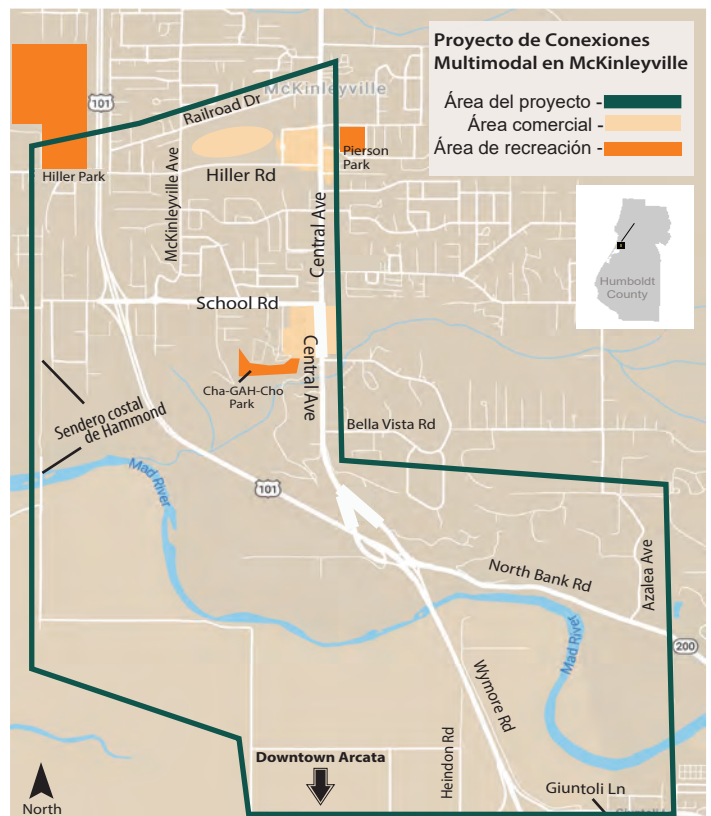 Proyecto de Conexiones
Multimodal en McKinleyville
Área del proyecto -
Área comercial -
Área de recreación -
101
McKinleyville
Railroad Dr
Pierson
Park
Hiller Park
Hiller Rd
McKinleyville Ave
Central Ave
Humboldt
County
School Rd
Central Ave
Cha-GAH-Cho
Park
Sendero costal
de Hammond
Bella Vista Rd
Mad River
101
North Bank Rd
Azalea Ave
Mad River
200
Wymore Rd
Heindon Rd
Downtown Arcata
Giuntoli Ln
Giuntoli L
North